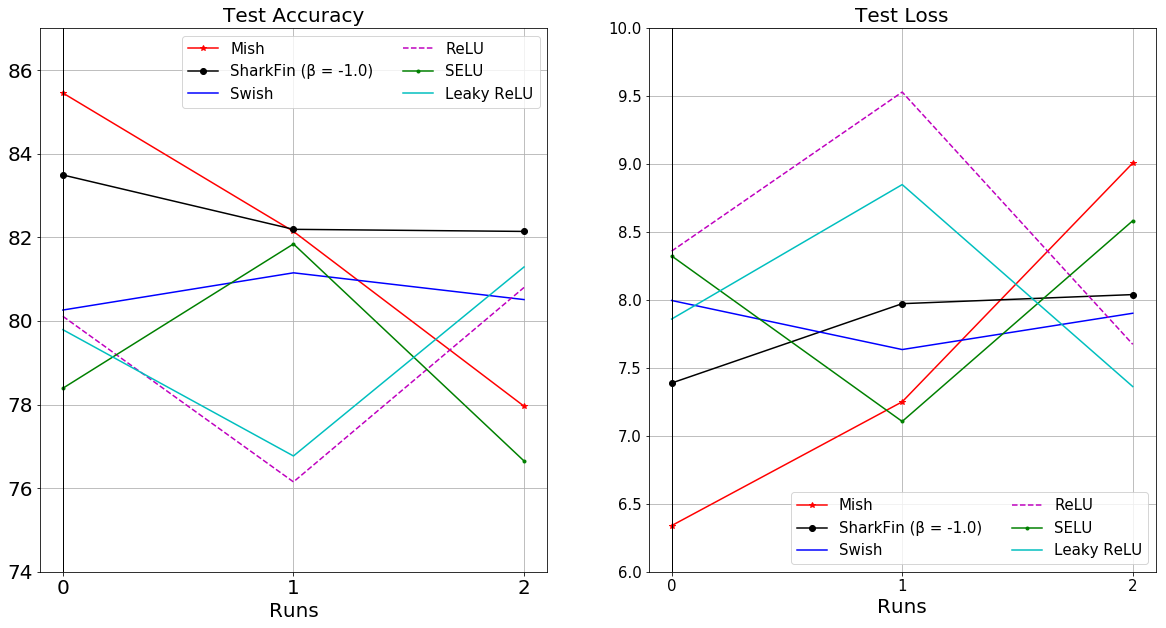 Test Accuracy
86
84
82
80
78
76
74
0
1
2
Runs
Mish
SharkFin (β = -1.0)
Swish
ReLU
SELU
Leaky ReLU
Test Loss
10.0
9.5
9.0
8.5
8.0
7.5
7.0
6.5
6.0
0
1
2
Runs
Mish
SharkFin (β = -1.0)
Swish
ReLU
SELU
Leaky ReLU